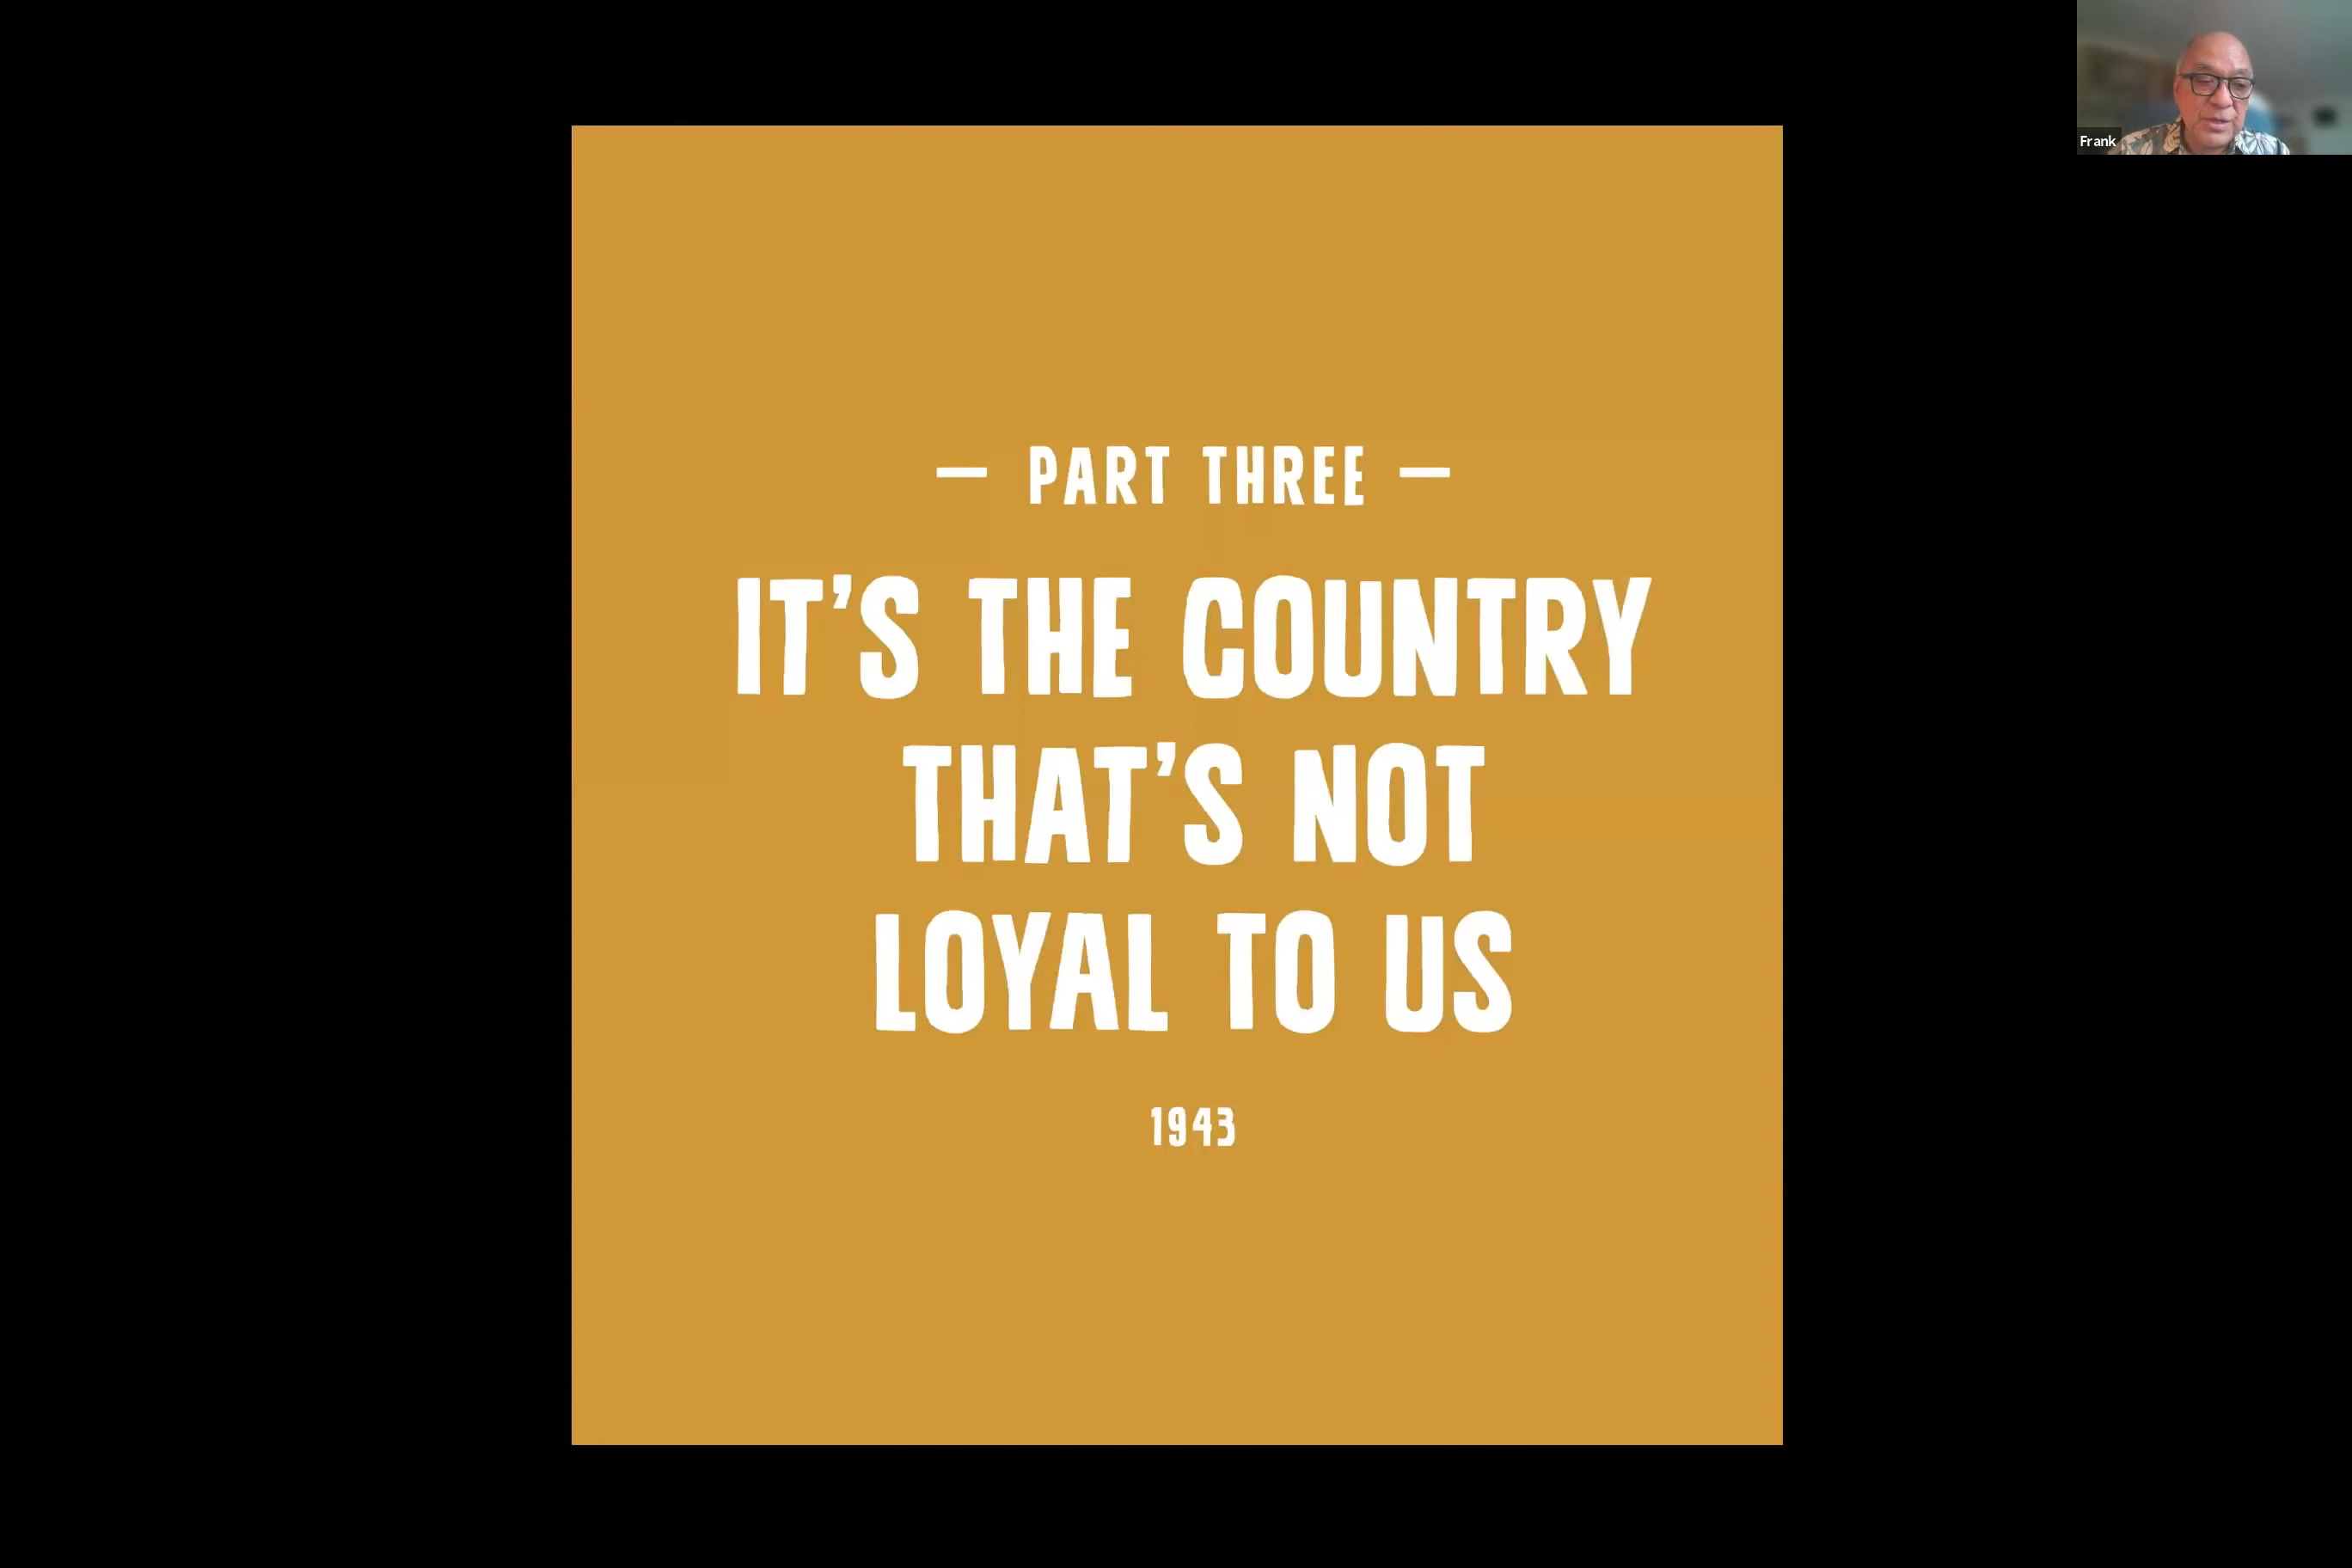 Frank
— PART THREE —
IT’S THE COUNTRY
THAT’S NOT
LOYAL TO US
1943